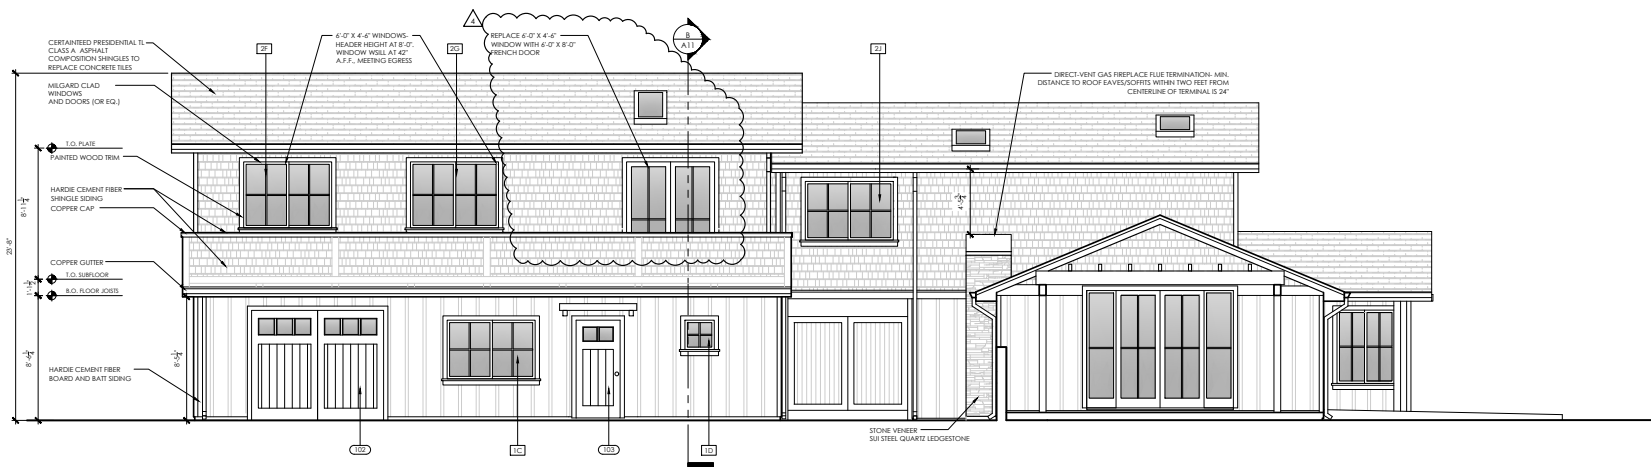 4
B
A11
2F
2G
2J
CERTAINTEED PRESIDENTIAL TL
CLASS A  ASPHALT
COMPOSITION SHINGLES TO
REPLACE CONCRETE TILES
6'-0" X 4'-6" WINDOWS-
HEADER HEIGHT AT 8'-0".
WINDOW WSILL AT 42"
A.F.F., MEETING EGRESS
REPLACE 6'-0" X 4'-6"
WINDOW WITH 6'-0" X 8'-0"
FRENCH DOOR
DIRECT-VENT GAS FIREPLACE FLUE TERMINATION- MIN.
DISTANCE TO ROOF EAVES/SOFFITS WITHIN TWO FEET FROM
CENTERLINE OF TERMINAL IS 24"
MILGARD CLAD
WINDOWS
AND DOORS (OR EQ.)
T.O. PLATE
PAINTED WOOD TRIM
HARDIE CEMENT FIBER
SHINGLE SIDING
COPPER CAP
COPPER GUTTER
T.O. SUBFLOOR
B.O. FLOOR JOISTS
HARDIE CEMENT FIBER
BOARD AND BATT SIDING
23'-8"
STONE VENEER
SUI STEEL QUARTZ LEDGESTONE
102
1C
103
1D